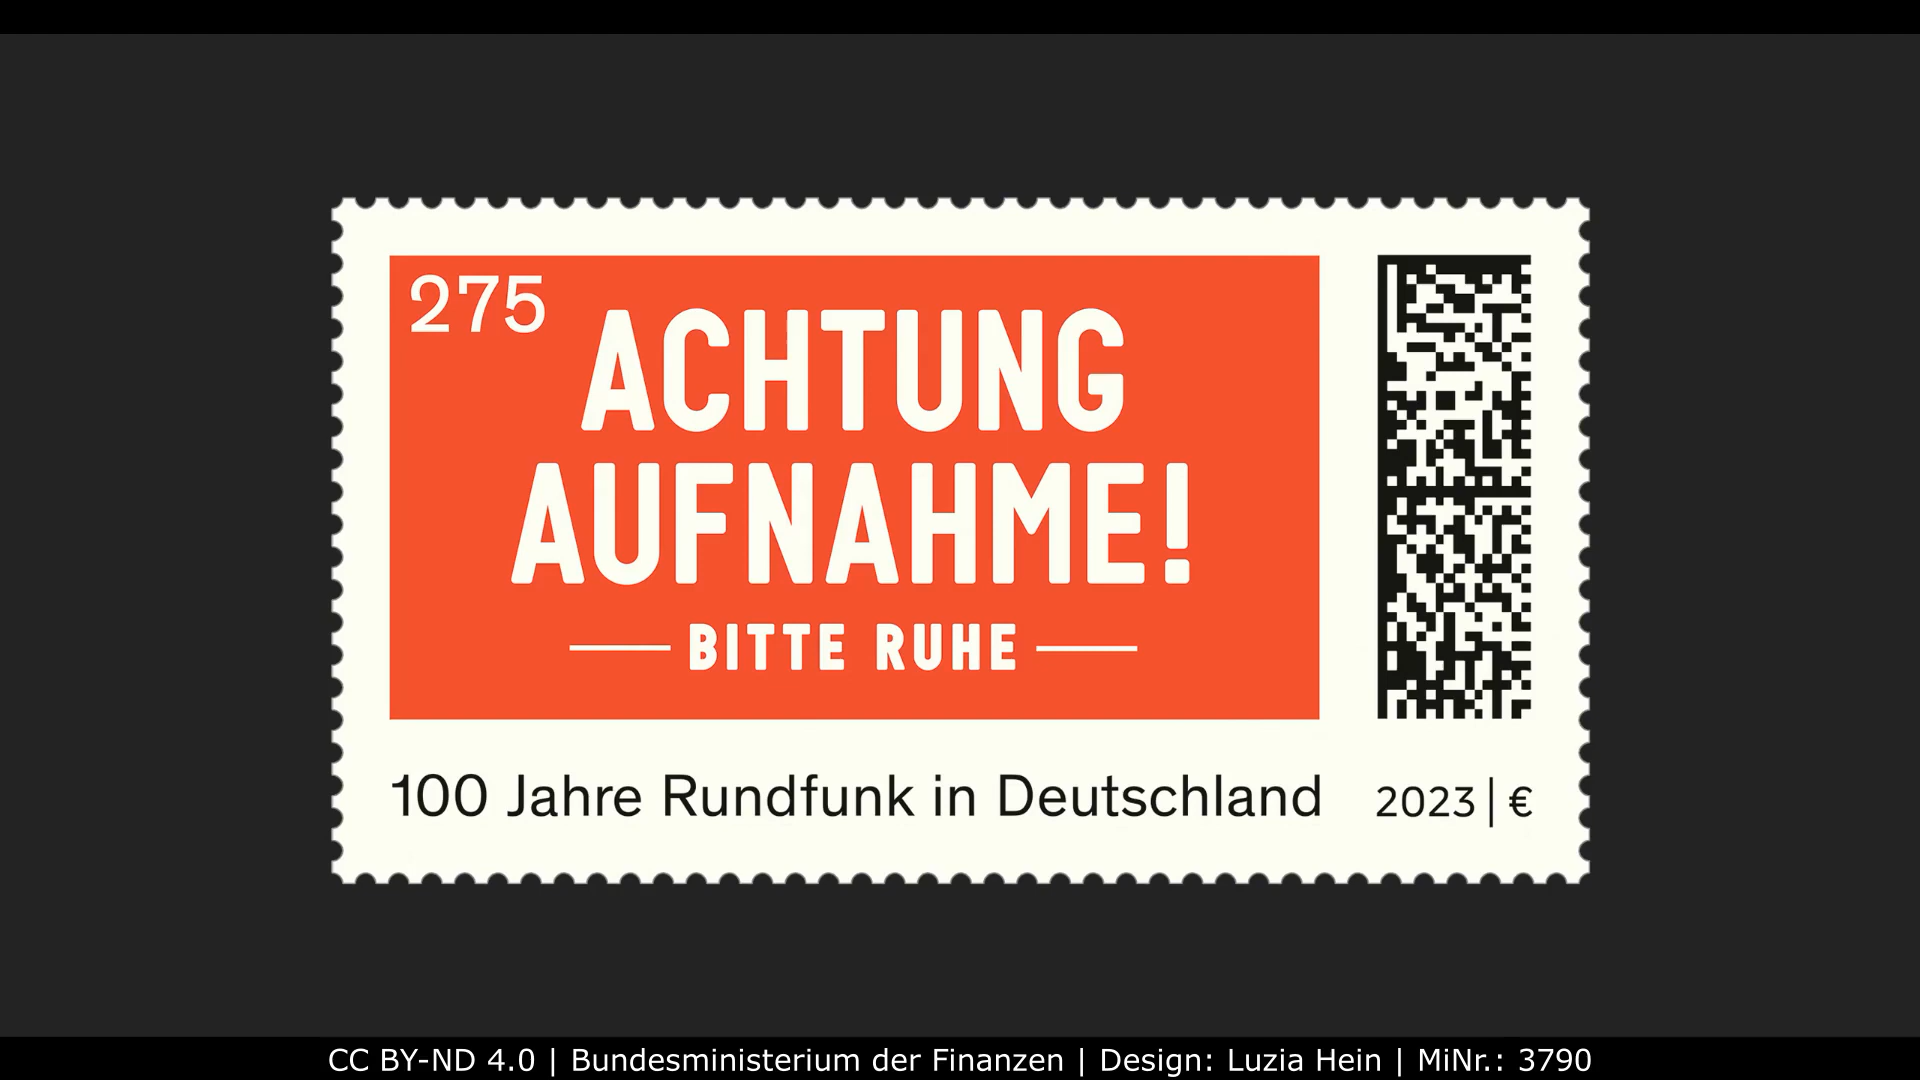 275
ACHTUNG
AUFNAHME!
BITTE RUHE
100 Jahre Rundfunk in Deutschland
2023 | €
CC BY-ND 4.0 | Bundesministerium der Finanzen | Design: Luzia Hein | MiNr.: 3790